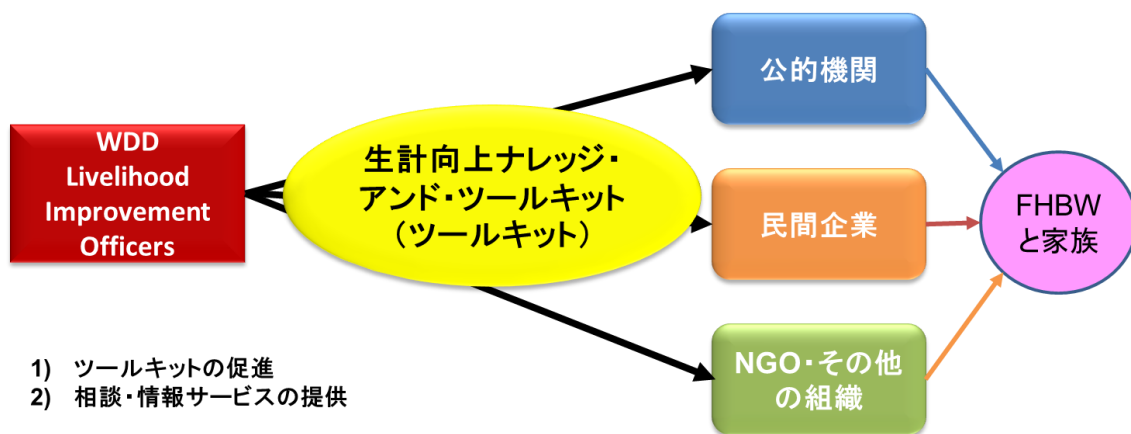 WDD
Livelihood
Improvement
Officers
生計向上ナレッジ・
アンド・ツールキット
（ツールキット）
公的機関
民間企業
NGO・その他
の組織
FHBW
と家族
1) ツールキットの促進
2) 相談・情報サービスの提供